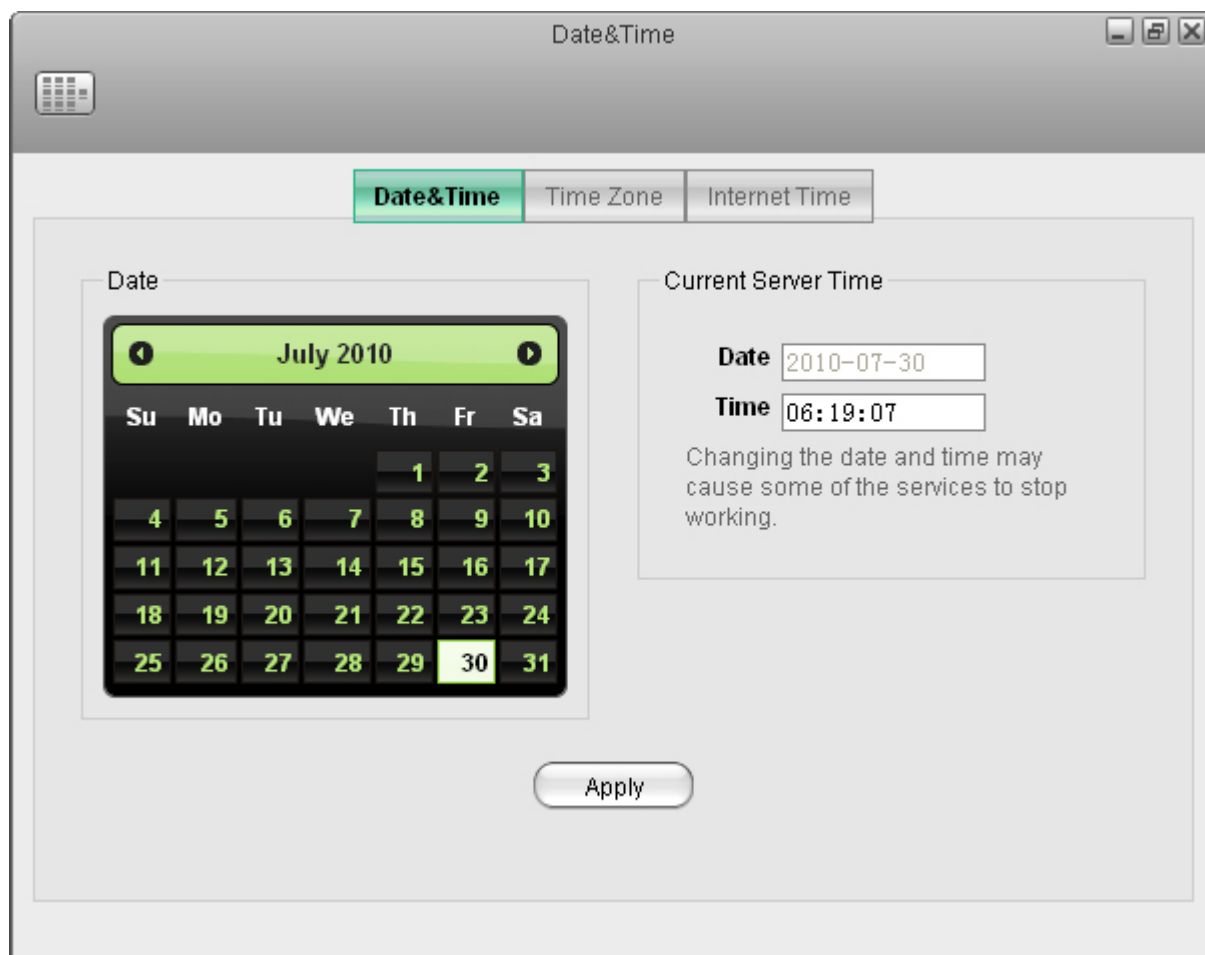 Date&Time
Date&Time Time Zone Internet Time
Date
July 2010
Su Mo Tu We Th Fr Sa
1 2 3
4 5 6 7 8 9 10
11 12 13 14 15 16 17
18 19 20 21 22 23 24
25 26 27 28 29 30 31
Current Server Time
Date 2010-07-30
Time 06:19:07
Changing the date and time may
cause some of the services to stop
working.
Apply